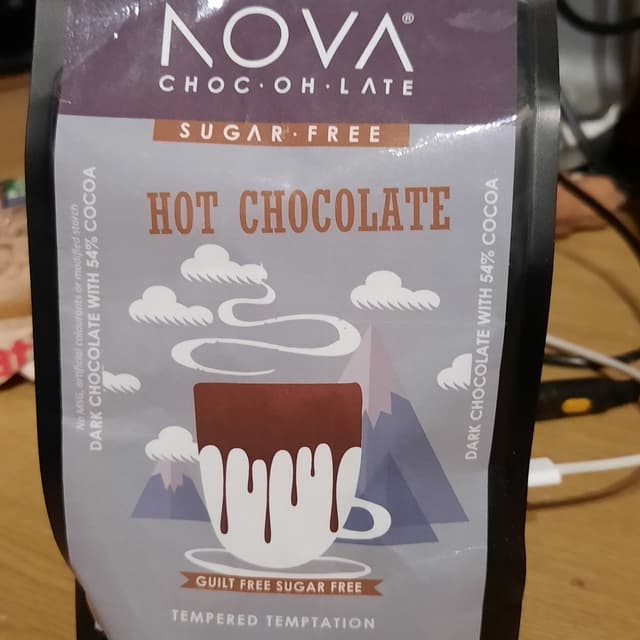 NOVA®
CHOC·OH·LATE
SUGAR·FREE
HOT CHOCOLATE
No MSG, artificial colourants or modified starch
DARK CHOCOLATE WITH 54% COCOA
DARK CHOCOLATE WITH 54% COCOA
GUILT FREE SUGAR FREE
TEMPERED TEMPTATION